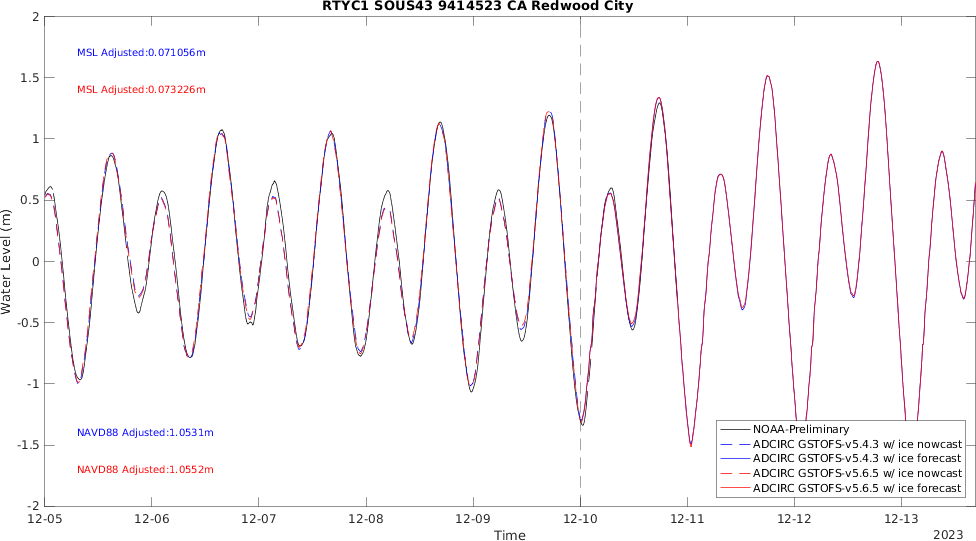 RTYC1 SOUS43 9414523 CA Redwood City
2
1.5
1
0.5
0
-0.5
-1
-1.5
-2
Water Level (m)
MSL Adjusted:0.071056m
MSL Adjusted:0.073226m
NAVD88 Adjusted:1.0531m
NAVD88 Adjusted:1.0552m
NOAA-Preliminary
ADCIRC GSTOFS-v5.4.3 w/ ice nowcast
ADCIRC GSTOFS-v5.4.3 w/ ice forecast
ADCIRC GSTOFS-v5.6.5 w/ ice nowcast
ADCIRC GSTOFS-v5.6.5 w/ ice forecast
12-05 12-06 12-07 12-08 12-09 12-10 12-11 12-12 12-13
Time
2023